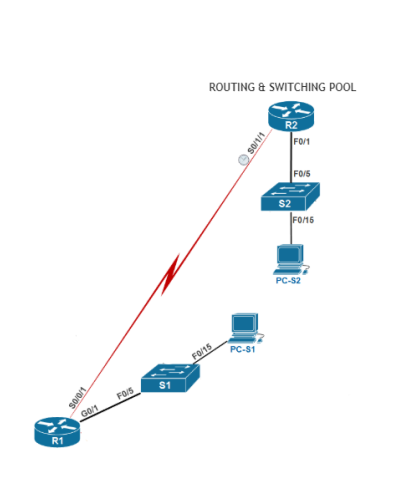 ROUTING & SWITCHING POOL
R2
S0/1/1
F0/1
F0/5
S2
F0/15
PC-S2
PC-S1
F0/15
S1
F0/5
G0/1
S0/0/1
R1